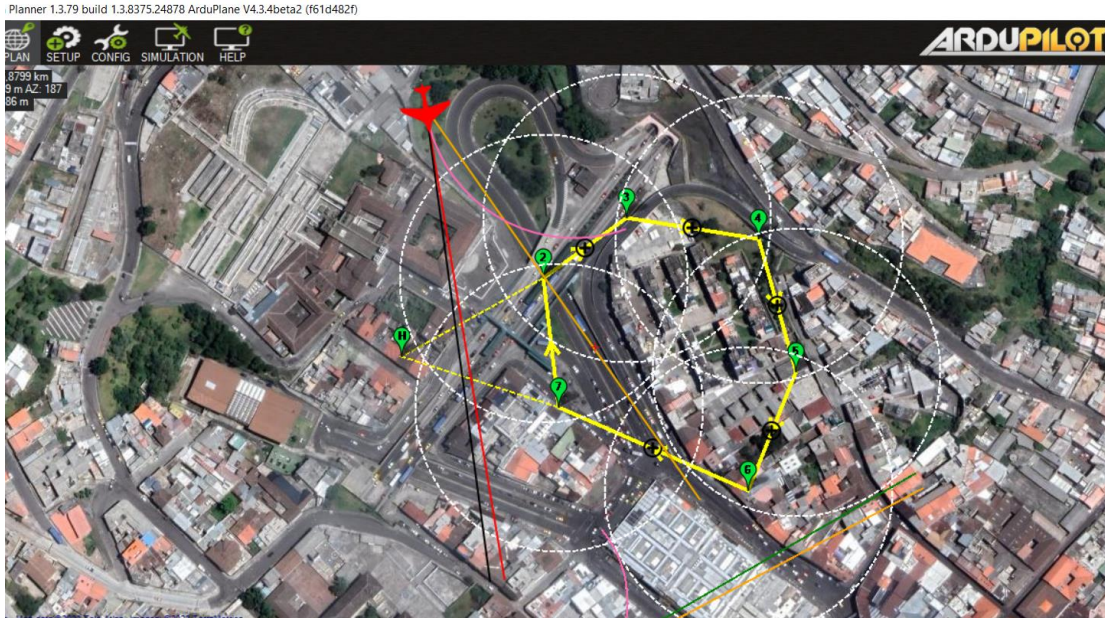 Planner 1.3.79 build 1.3.8375.24878 ArduPlane V4.3.4beta2 (f61d482f)
PLAN SETUP CONFIG SIMULATION HELP
ARDUPILOT
.8799 km
9 m AZ: 187
86 m
3
4
2
H
5
7
6